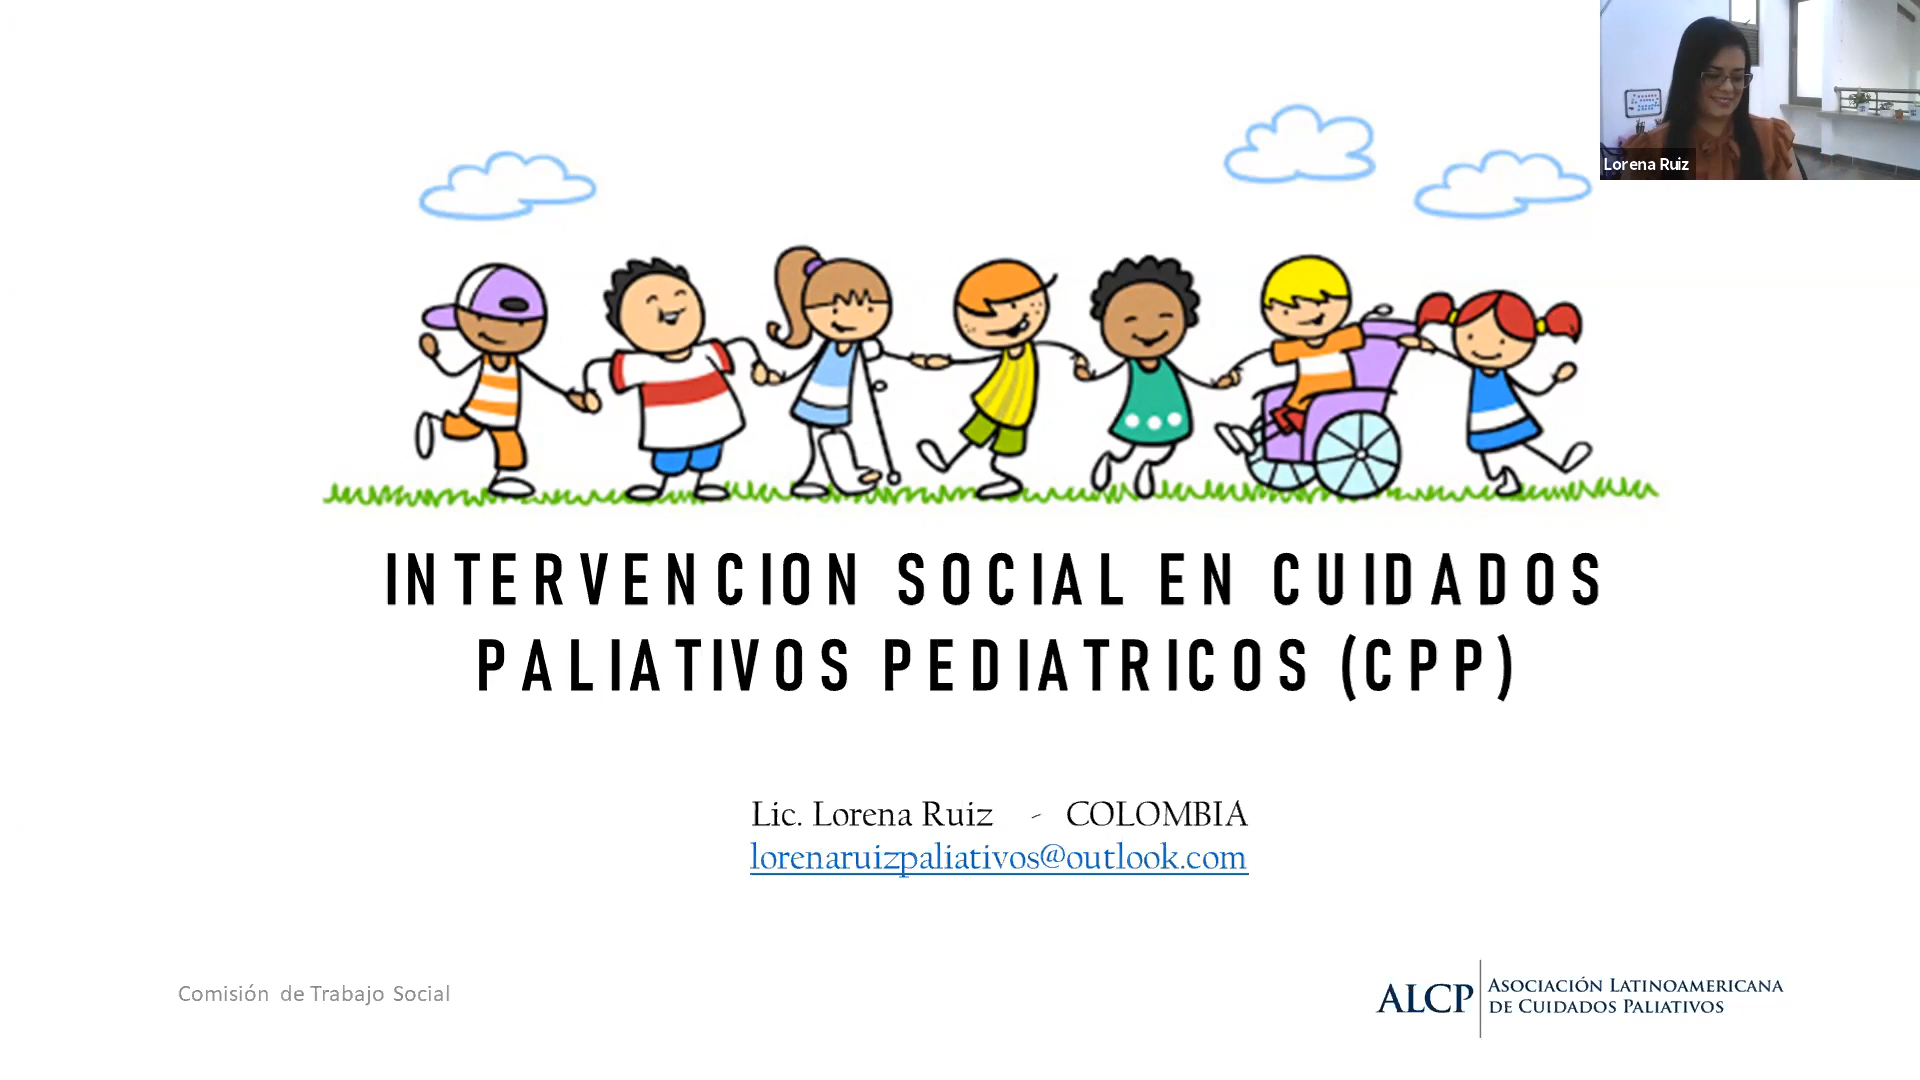 Lorena Ruiz
INTERVENCION SOCIAL EN CUIDADOS
PALIATIVOS PEDIATRICOS (CPP)
Lic. Lorena Ruiz - COLOMBIA
lorenaruizpaliativos@outlook.com
Comisión de Trabajo Social
ALCP
ASOCIACIÓN LATINOAMERICANA
DE CUIDADOS PALIATIVOS